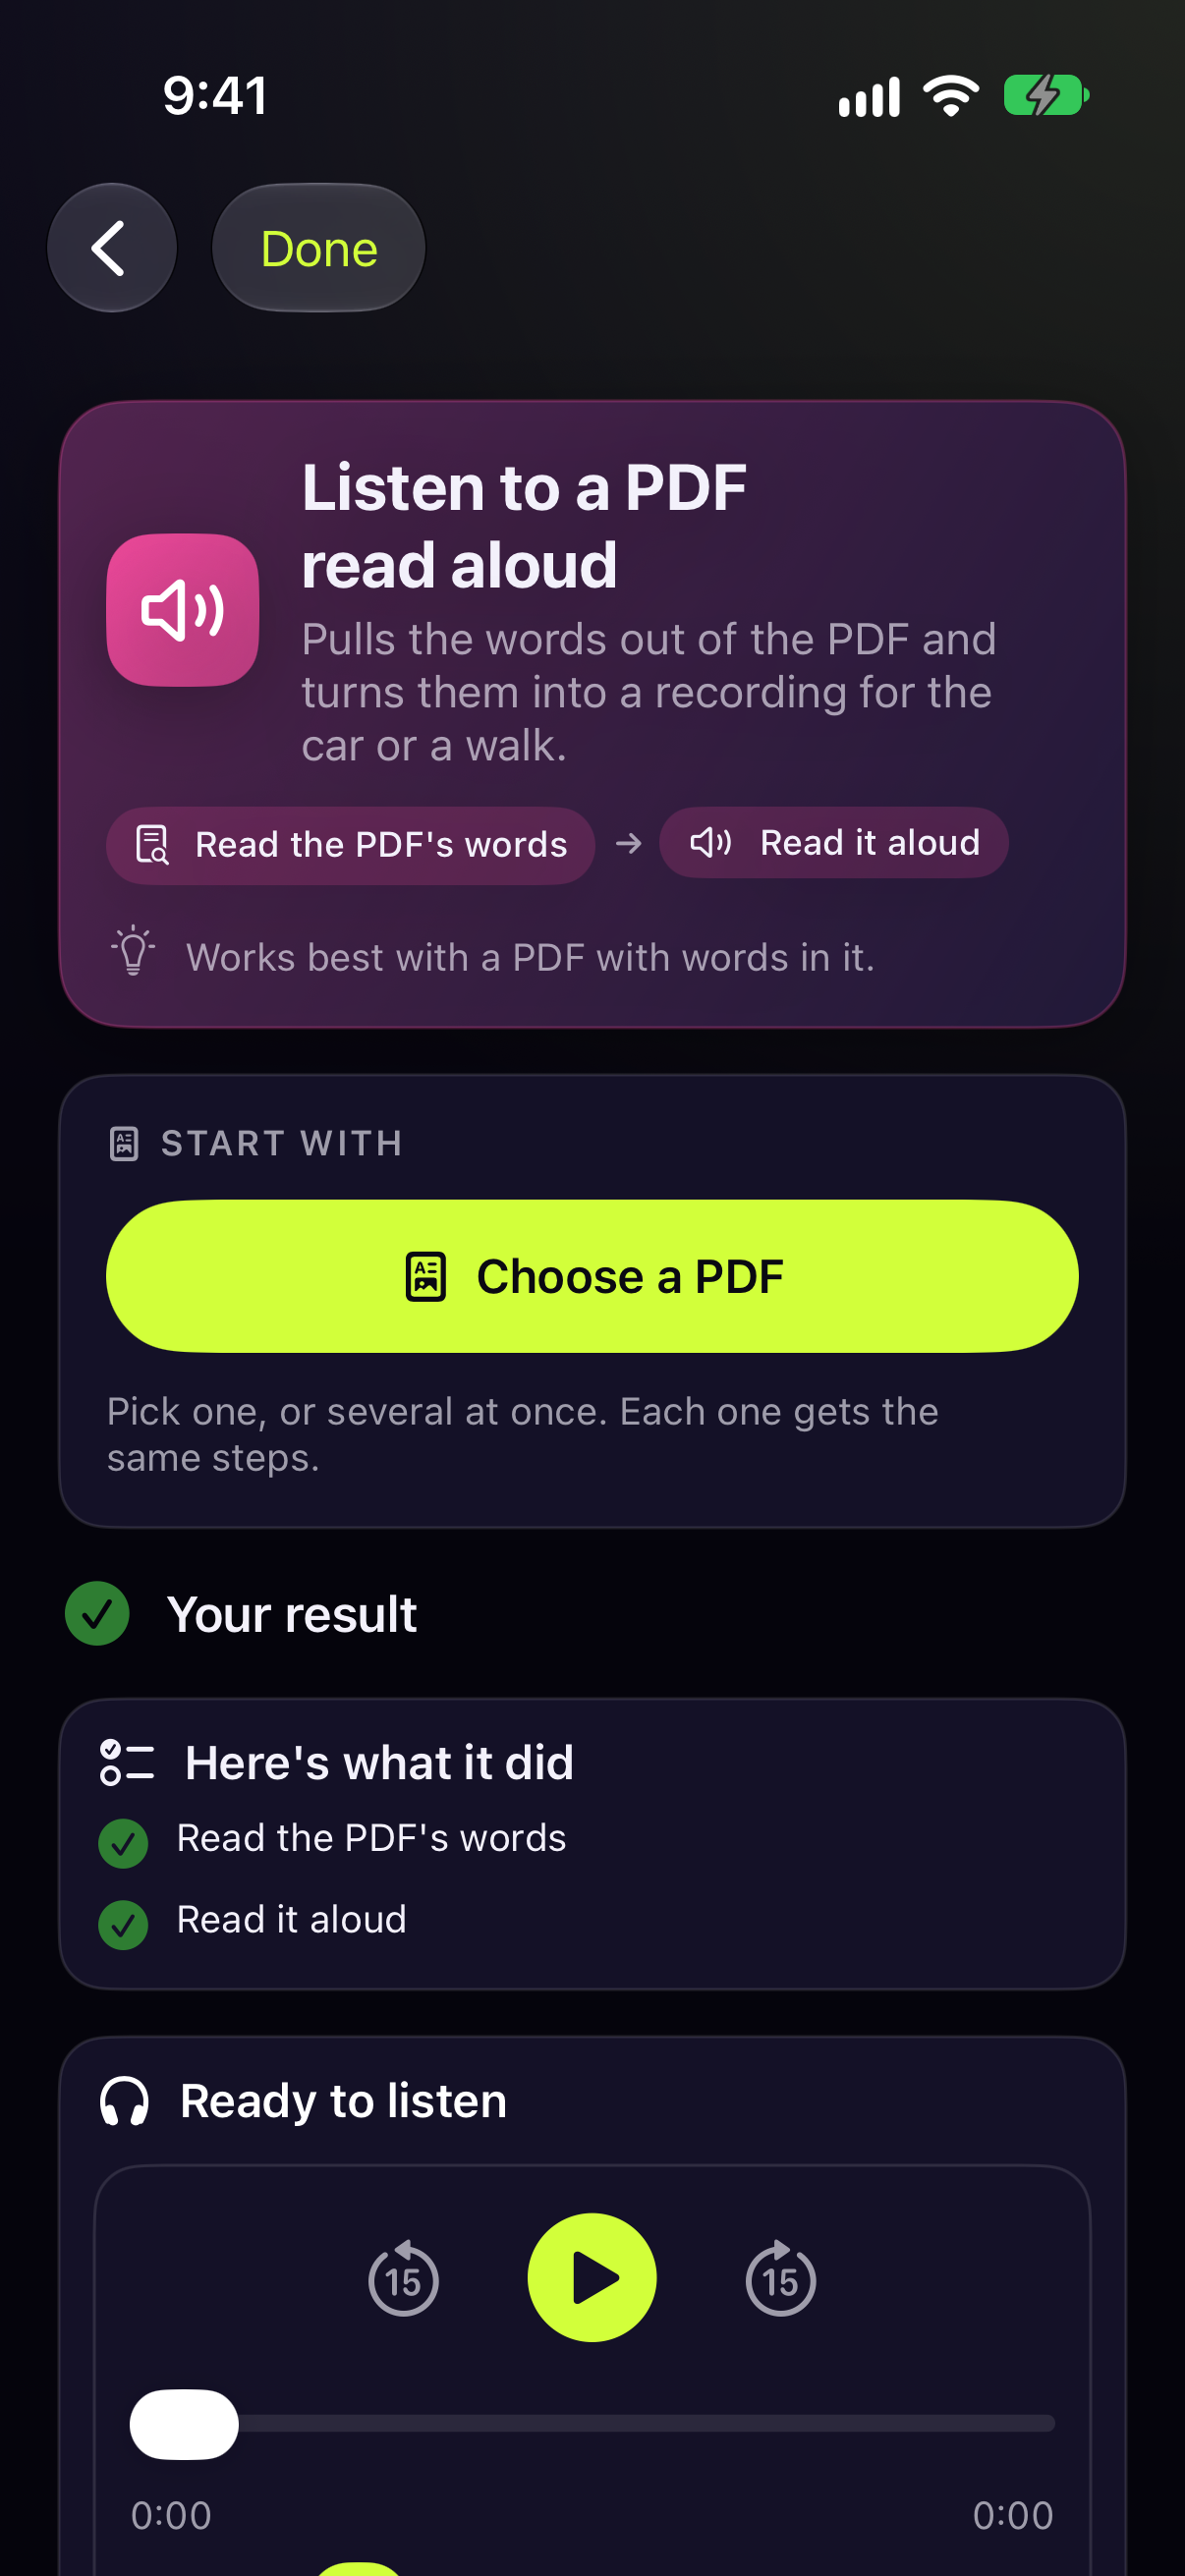 9:41
Done
Listen to a PDF
read aloud
Pulls the words out of the PDF and
turns them into a recording for the
car or a walk.
Read the PDF's words
Read it aloud
Works best with a PDF with words in it.
START WITH
Choose a PDF
Pick one, or several at once. Each one gets the
same steps.
Your result
Here's what it did
Read the PDF's words
Read it aloud
Ready to listen
15
15
0:00
0:00